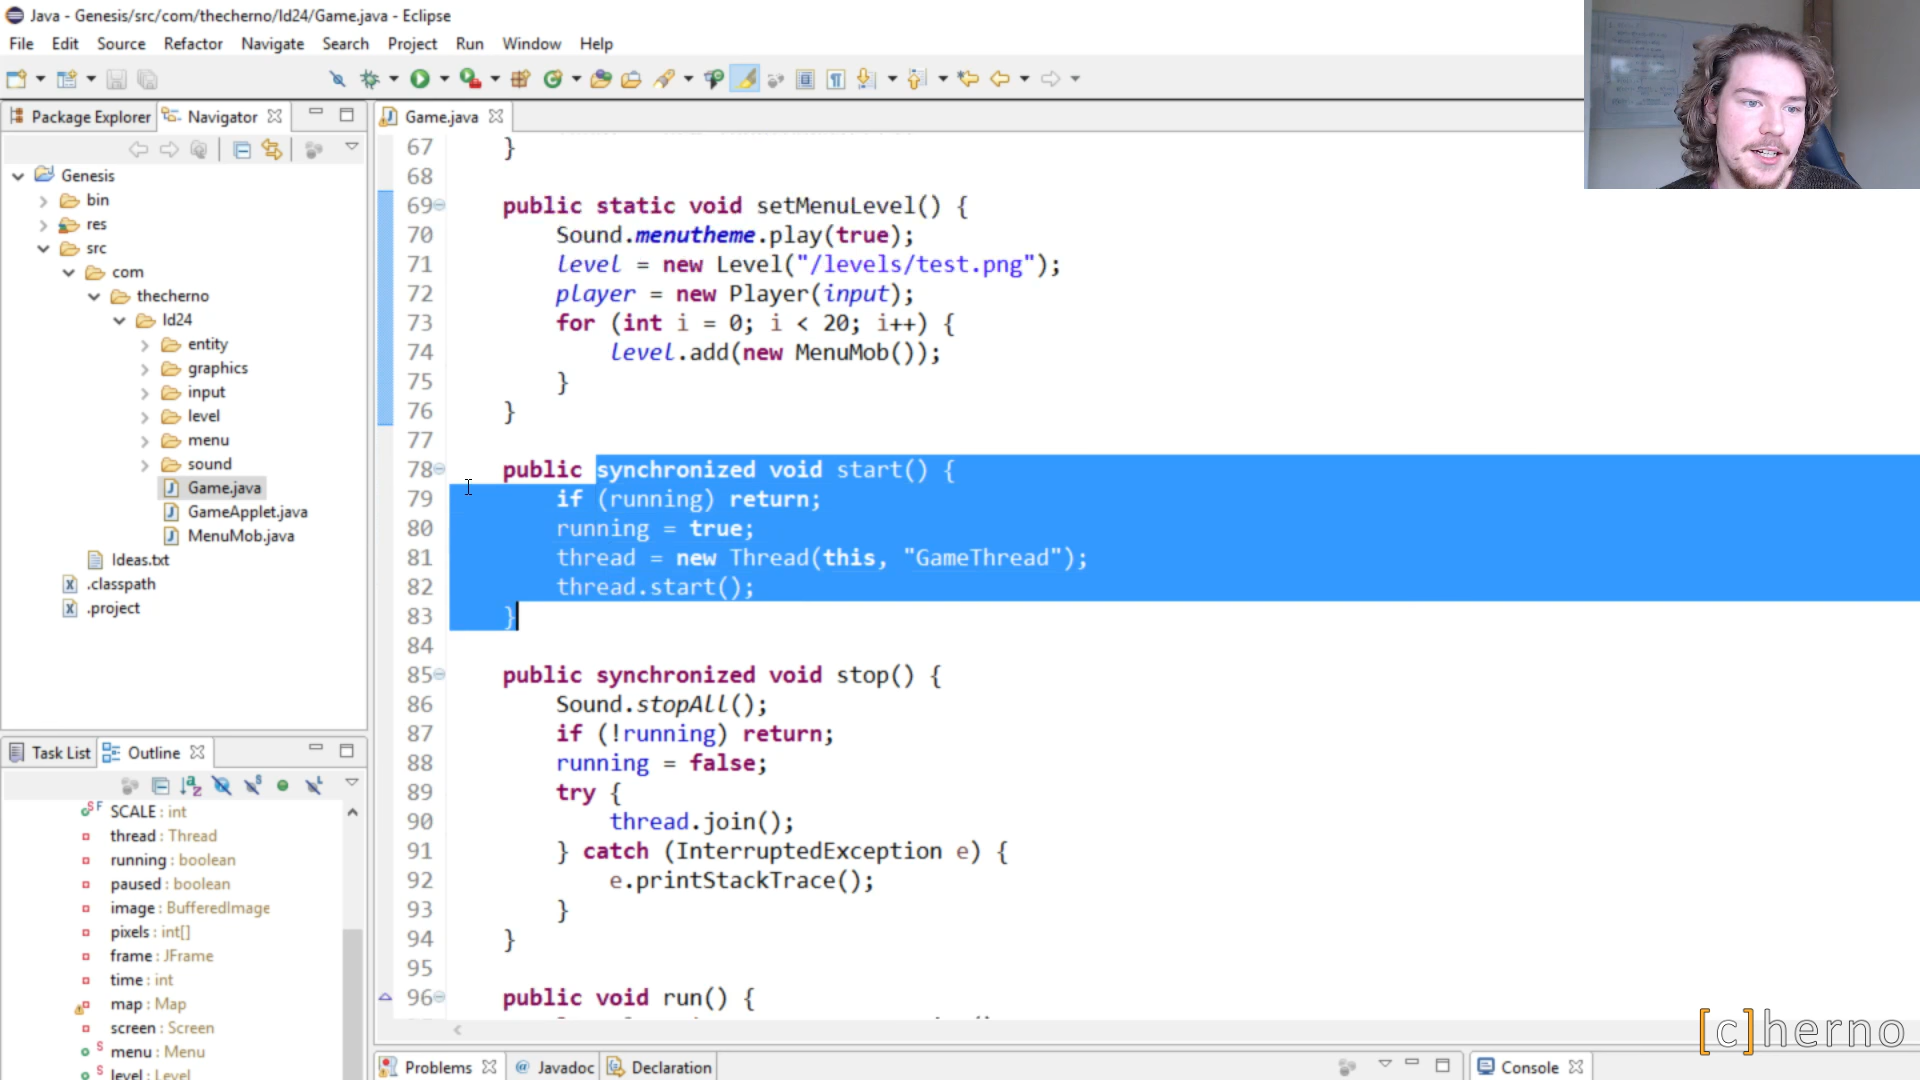 Java - Genesis/src/com/thecherno/ld24/Game.java - Eclipse
File Edit Source Refactor Navigate Search Project Run Window Help
Package Explorer Navigator
Game.java
Genesis
bin
res
src
com
thecherno
ld24
entity
graphics
input
level
menu
sound
Game.java
GameApplet.java
MenuMob.java
Ideas.txt
.classpath
.project
67 }
68
69 public static void setMenuLevel() {
70 Sound.menutheme.play(true);
71 level = new Level("/levels/test.png");
72 player = new Player(input);
73 for (int i = 0; i < 20; i++) {
74 level.add(new MenuMob());
75 }
76 }
77
78 public synchronized void start() {
79 if (running) return;
80 running = true;
81 thread = new Thread(this, "GameThread");
82 thread.start();
83 }
84
85 public synchronized void stop() {
86 Sound.stopAll();
87 if (!running) return;
88 running = false;
89 try {
90 thread.join();
91 } catch (InterruptedException e) {
92 e.printStackTrace();
93 }
94 }
95
96 public void run() {
Task List Outline
SCALE : int
thread : Thread
running : boolean
paused : boolean
image : BufferedImage
pixels : int[]
frame : JFrame
time : int
map : Map
screen : Screen
menu : Menu
level : Level
[c]herno
Problems Javadoc Declaration
Console